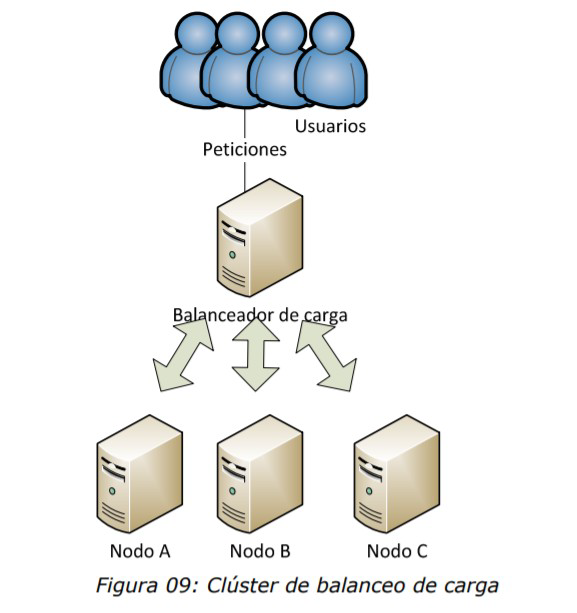 Usuarios
Peticiones
Balanceador de carga
Nodo A
Nodo B
Nodo C
Figura 09: Clúster de balanceo de carga